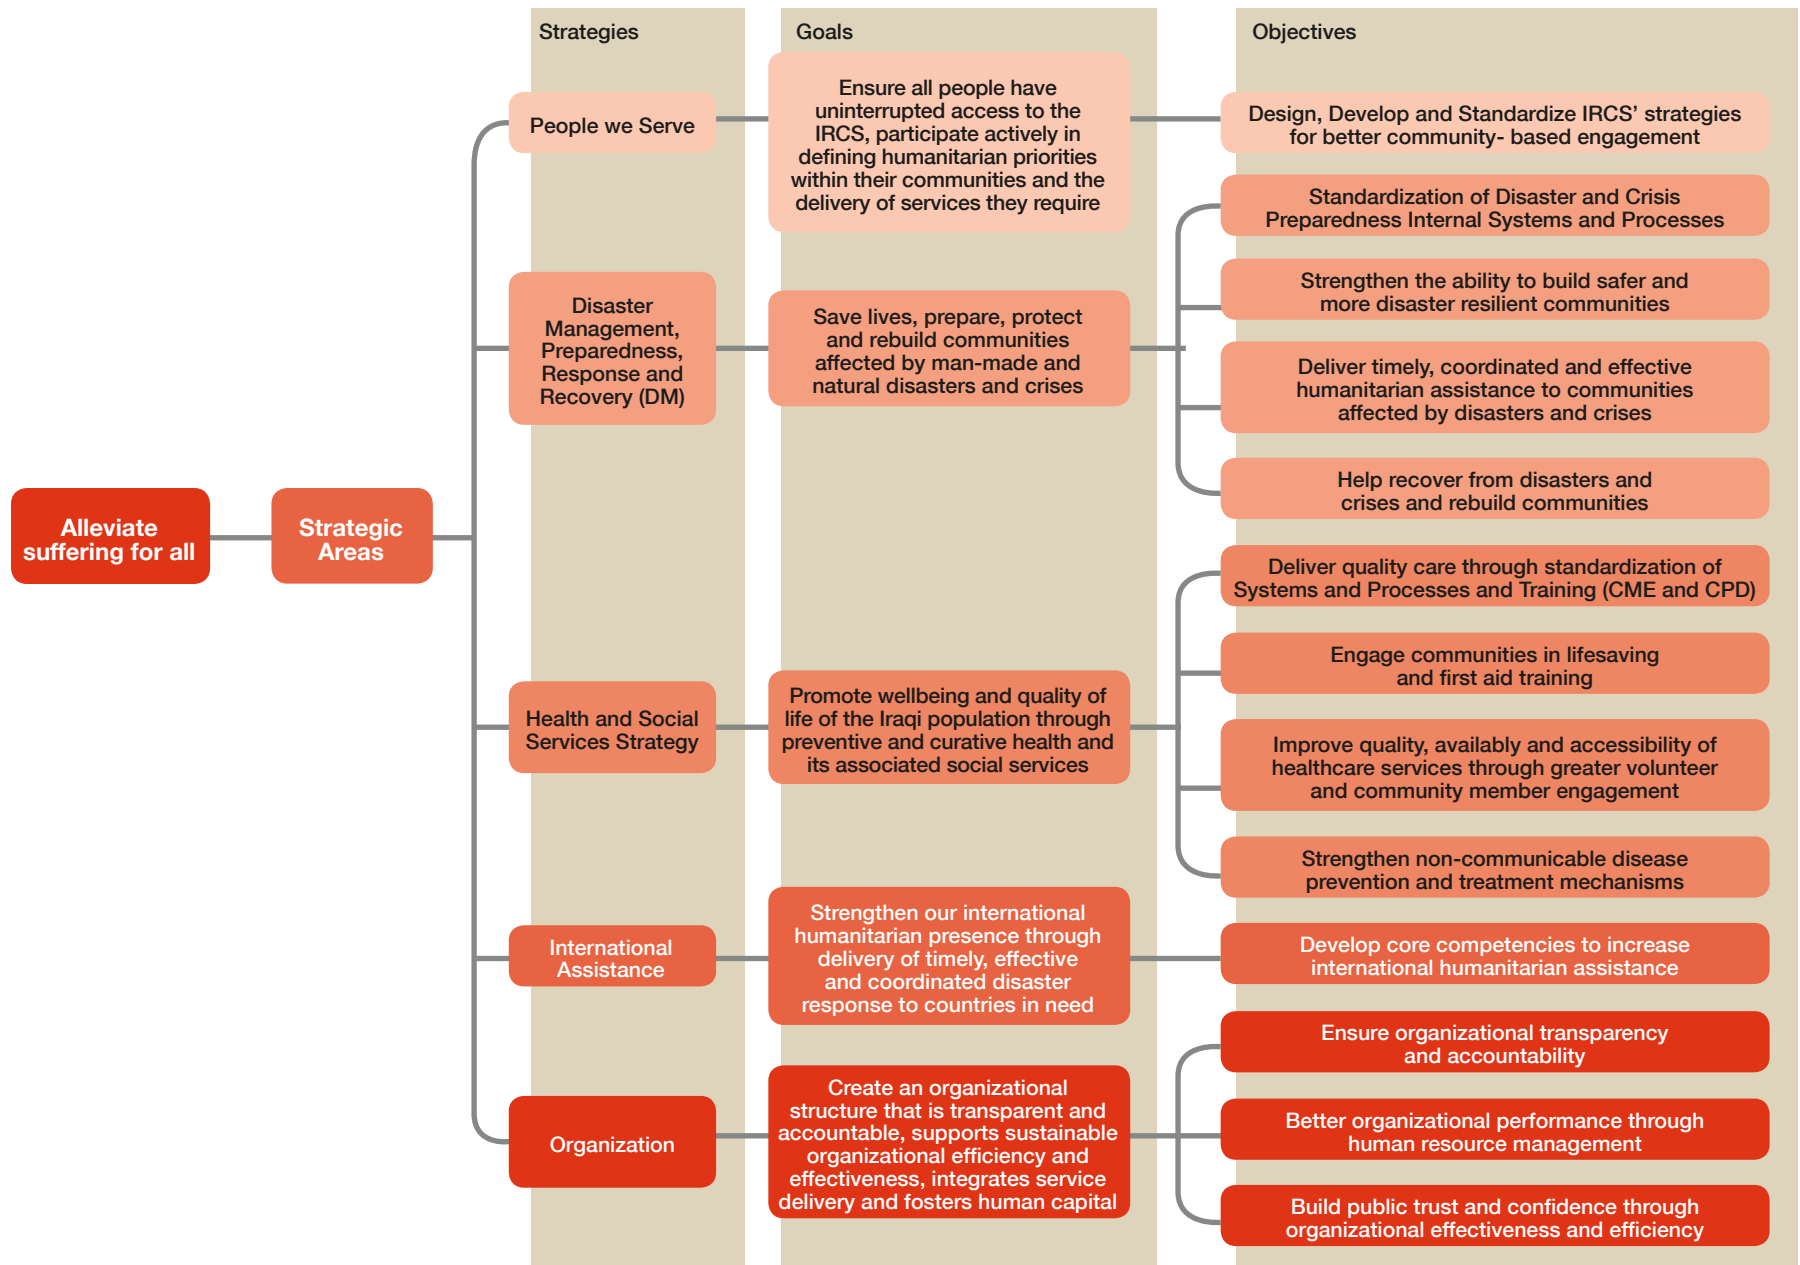 Strategies
Goals
Objectives
Alleviate
suffering for all
Strategic
Areas
People we Serve
Ensure all people have
uninterrupted access to the
IRCS, participate actively in
defining humanitarian priorities
within their communities and the
delivery of services they require
Design, Develop and Standardize IRCS’ strategies
for better community- based engagement
Disaster
Management,
Preparedness,
Response and
Recovery (DM)
Save lives, prepare, protect
and rebuild communities
affected by man-made and
natural disasters and crises
Standardization of Disaster and Crisis
Preparedness Internal Systems and Processes
Strengthen the ability to build safer and
more disaster resilient communities
Deliver timely, coordinated and effective
humanitarian assistance to communities
affected by disasters and crises
Help recover from disasters and
crises and rebuild communities
Health and Social
Services Strategy
Promote wellbeing and quality of
life of the Iraqi population through
preventive and curative health and
its associated social services
Deliver quality care through standardization of
Systems and Processes and Training (CME and CPD)
Engage communities in lifesaving
and first aid training
Improve quality, availably and accessibility of
healthcare services through greater volunteer
and community member engagement
Strengthen non-communicable disease
prevention and treatment mechanisms
International
Assistance
Strengthen our international
humanitarian presence through
delivery of timely, effective
and coordinated disaster
response to countries in need
Develop core competencies to increase
international humanitarian assistance
Organization
Create an organizational
structure that is transparent and
accountable, supports sustainable
organizational efficiency and
effectiveness, integrates service
delivery and fosters human capital
Ensure organizational transparency
and accountability
Better organizational performance through
human resource management
Build public trust and confidence through
organizational effectiveness and efficiency